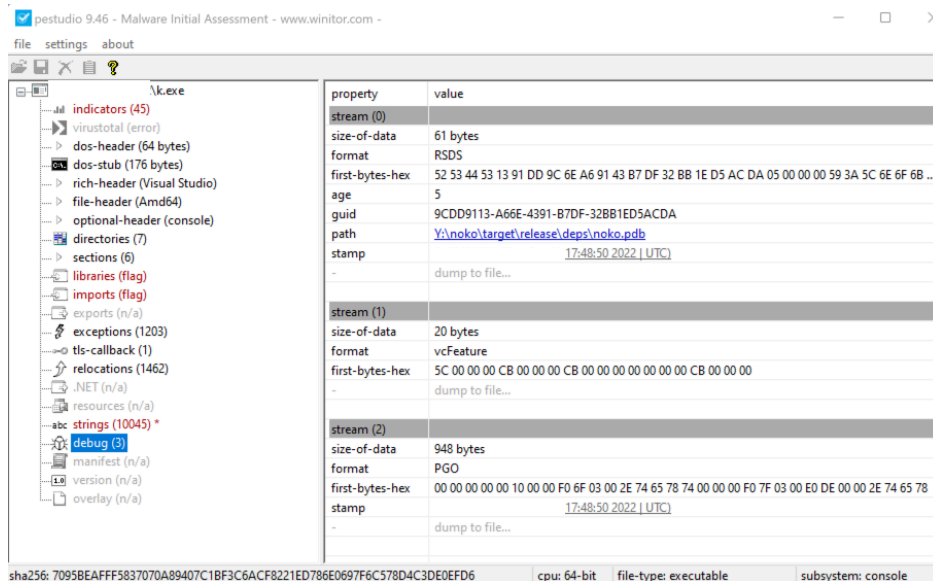 pestudio 9.46 - Malware Initial Assessment - www.winitor.com -
file settings about
\k.exe
indicators (45)
virustotal (error)
dos-header (64 bytes)
dos-stub (176 bytes)
rich-header (Visual Studio)
file-header (Amd64)
optional-header (console)
directories (7)
sections (6)
libraries (flag)
imports (flag)
exports (n/a)
exceptions (1203)
tls-callback (1)
relocations (1462)
.NET (n/a)
resources (n/a)
abc strings (10045) *
debug (3)
manifest (n/a)
1.0 version (n/a)
overlay (n/a)
property value
stream (0)
size-of-data 61 bytes
format RSDS
first-bytes-hex 52 53 44 53 13 91 DD 9C 6E A6 91 43 B7 DF 32 BB 1E D5 AC DA 05 00 00 00 59 3A 5C 6E 6F 6B ..
age 5
guid 9CDD9113-A66E-4391-B7DF-32BB1ED5ACDA
path Y:\noko\target\release\deps\noko.pdb
stamp 17:48:50 2022 | UTC)
- dump to file...
stream (1)
size-of-data 20 bytes
format vcFeature
first-bytes-hex 5C 00 00 00 CB 00 00 00 CB 00 00 00 00 00 00 00 CB 00 00 00
- dump to file...
stream (2)
size-of-data 948 bytes
format PGO
first-bytes-hex 00 00 00 00 00 10 00 00 F0 6F 03 00 2E 74 65 78 74 00 00 00 F0 7F 03 00 E0 DE 00 00 2E 74 65 78
stamp 17:48:50 2022 | UTC)
- dump to file...
sha256: 7095BEAFFF5837070A89407C1BF3C6ACF8221ED786E0697F6C578D4C3DE0EFD6 cpu: 64-bit file-type: executable subsystem: console